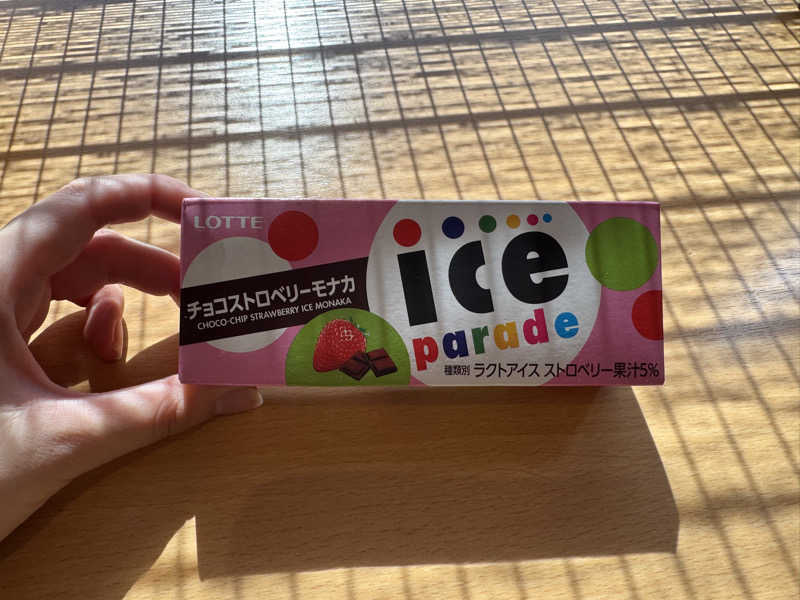 LOTTE
チョコストロベリーモナカ
CHOCO-CHIP STRAWBERRY ICE MONAKA
ice
parade
種類別 ラクトアイス ストロベリー果汁5%